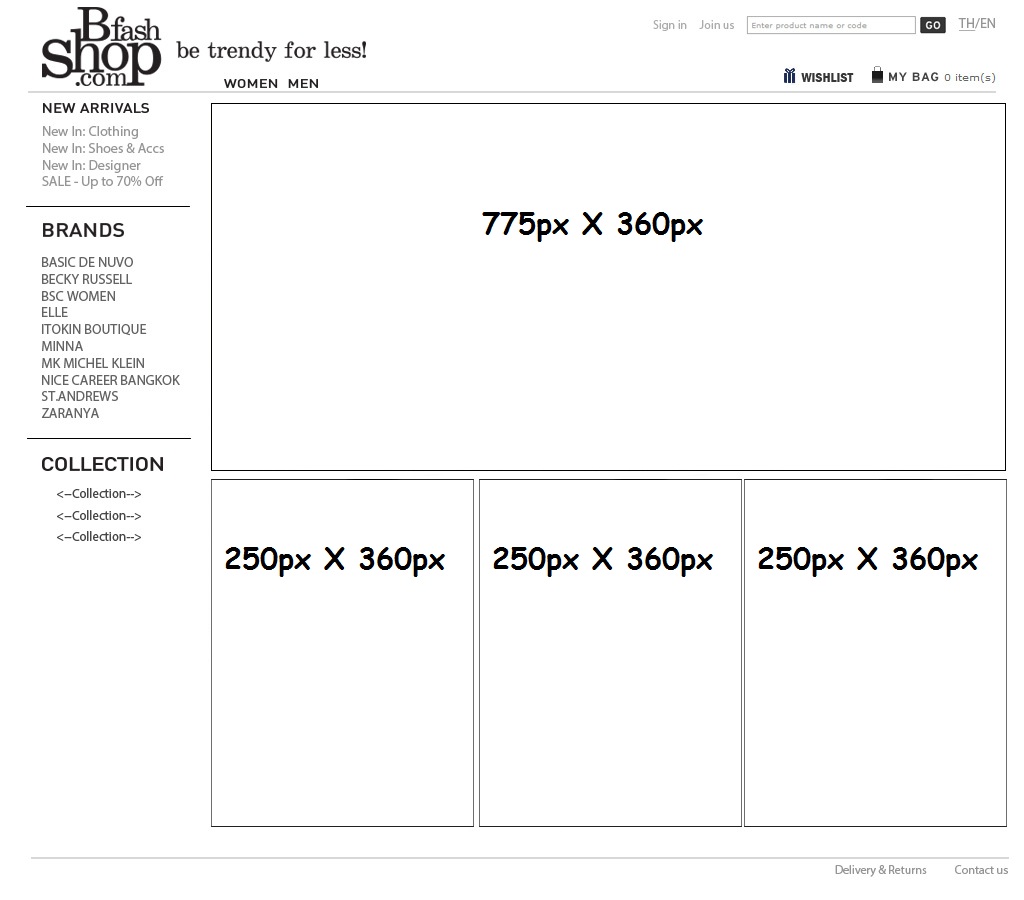 Bfash
Shop
.com
be trendy for less!
Sign in Join us
Enter product name or code
GO
TH/EN
WOMEN MEN
WISHLIST
MY BAG 0 item(s)
NEW ARRIVALS
New In: Clothing
New In: Shoes & Accs
New In: Designer
SALE - Up to 70% Off
BRANDS
BASIC DE NUVO
BECKY RUSSELL
BSC WOMEN
ELLE
ITOKIN BOUTIQUE
MINNA
MK MICHEL KLEIN
NICE CAREER BANGKOK
ST.ANDREWS
ZARANYA
COLLECTION
<--Collection-->
<--Collection-->
<--Collection-->
775px X 360px
250px X 360px
250px X 360px
250px X 360px
Delivery & Returns Contact us